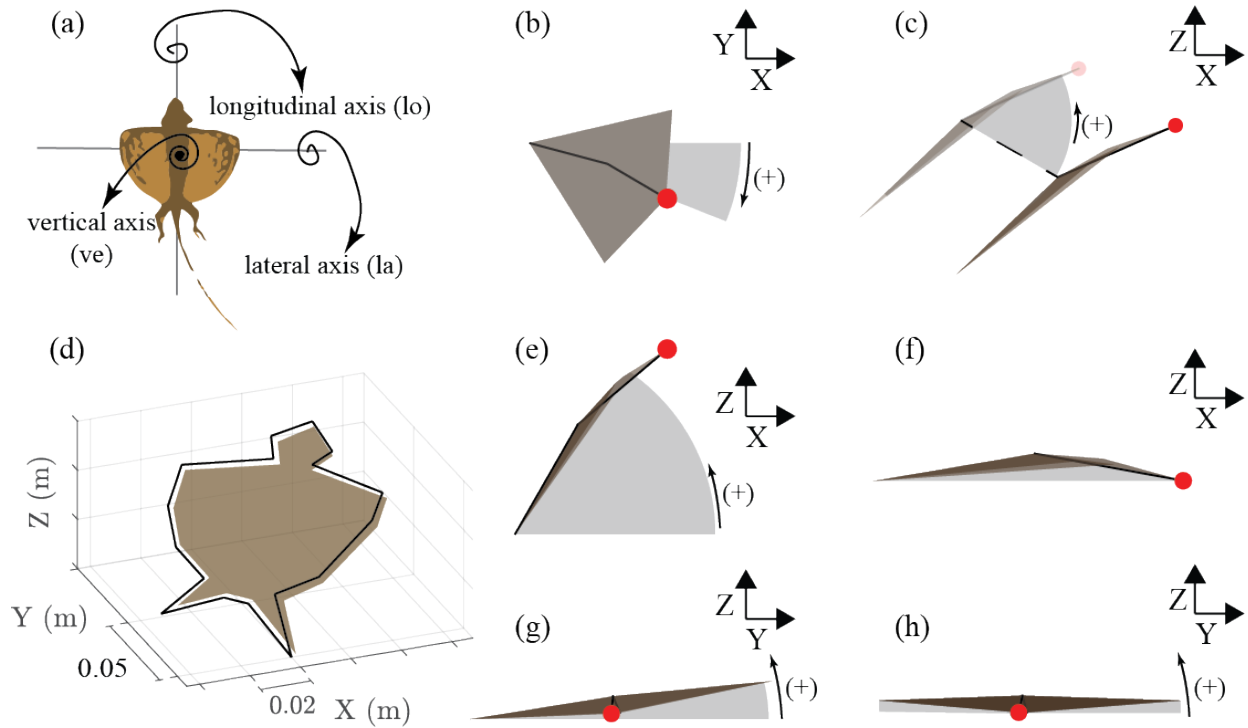 (a)
longitudinal axis (lo)
vertical axis
(ve)
lateral axis (la)
(b)
Y
X
(+)
(c)
Z
X
(+)
(d)
Z (m)
Y (m)
0.05
0.02
X (m)
(e)
Z
X
(+)
(f)
Z
X
(g)
Z
Y
(+)
(h)
Z
Y
(+)